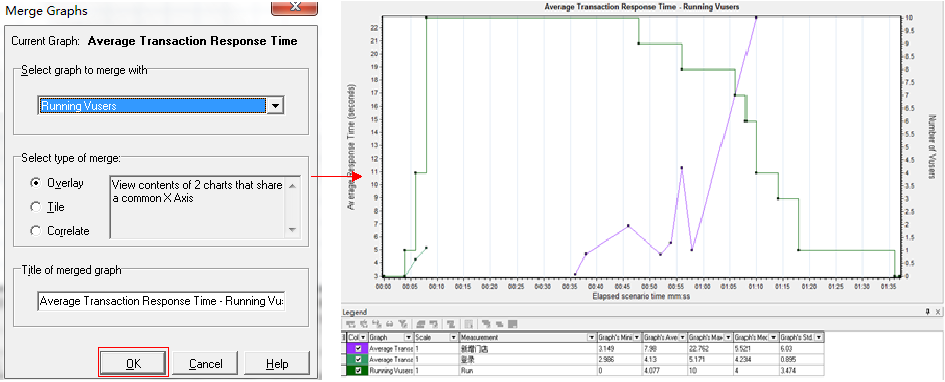 Merge Graphs
Current Graph: Average Transaction Response Time
Select graph to merge with
Running Vusers
Select type of merge:
Overlay
Tile
Correlate
View contents of 2 charts that share
a common X Axis
Title of merged graph
Average Transaction Response Time - Running Vu
OK
Cancel
Help
Average Transaction Response Time - Running Vusers
Average Response Time (seconds)
22
21
20
19
18
17
16
15
14
13
12
11
10
9
8
7
6
5
4
3
10
9.5
9
8.5
8
7.5
7
6.5
6
5.5
5
4.5
4
3.5
3
2.5
2
1.5
1
0.5
0
Number of Vusers
00:00 00:05 00:10 00:15 00:20 00:25 00:30 00:35 00:40 00:45 00:50 00:55 01:00 01:05 01:10 01:15 01:20 01:25 01:30 01:35
Elapsed scenario time mm:ss
Legend
Col Graph Scale Measurement Graph's Mini Graph's Ave Graph's Max Graph's Med Graph's Std.
Average Transac 1 新增门店 3.149 7.98 22.762 5.521 6.03
Average Transac 1 登录 2.986 4.13 5.171 4.234 0.895
Running Vusers 1 Run 0 4.077 10 4 3.474